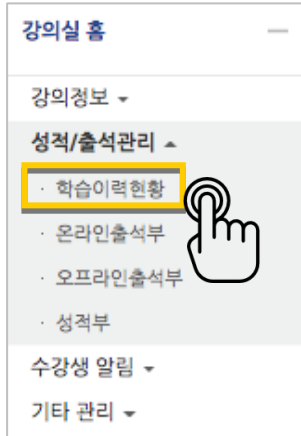 강의실 홈
강의정보
성적/출석관리
· 학습이력현황
· 온라인출석부
· 오프라인출석부
· 성적부
수강생 알림
기타 관리